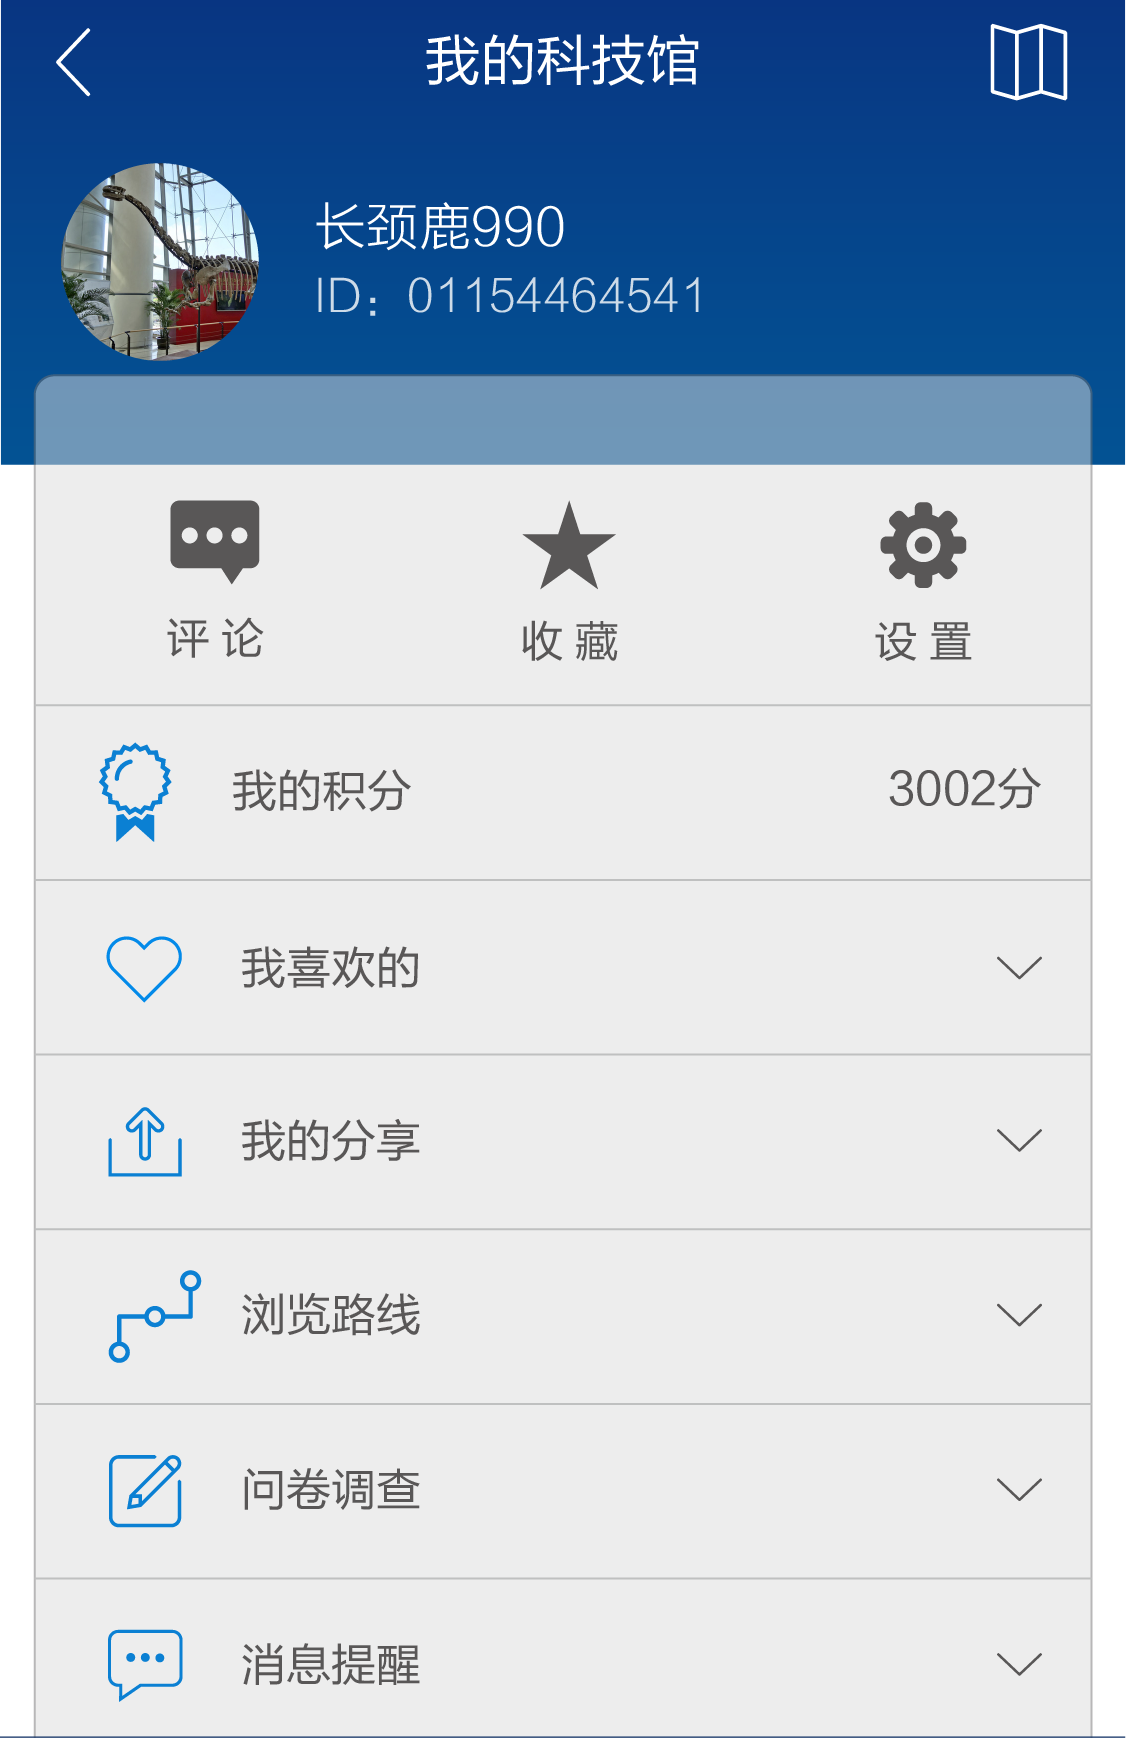 我的科技馆
长颈鹿990
ID：01154464541
评论 收藏 设置
我的积分 3002分
我喜欢的
我的分享
浏览路线
问卷调查
消息提醒